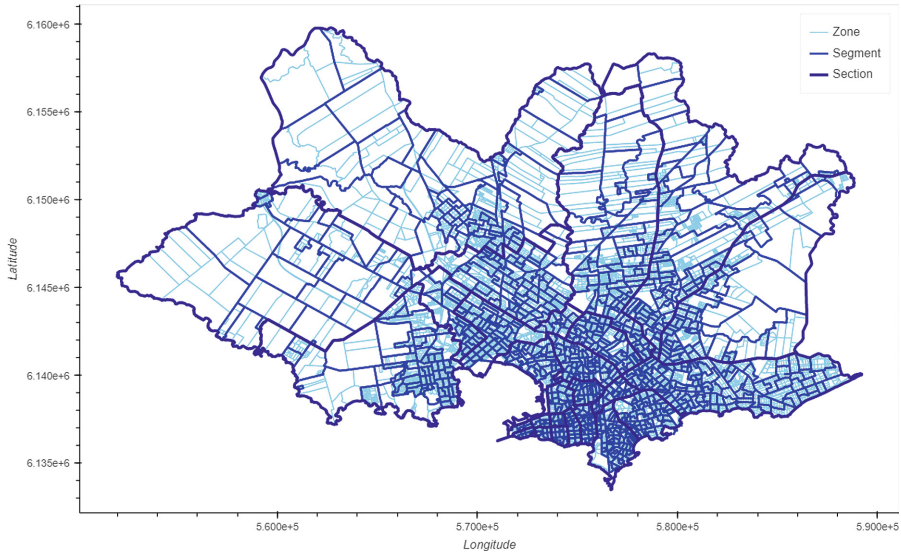 6.160e+6
6.155e+6
6.150e+6
6.145e+6
6.140e+6
6.135e+6
Latitude
5.600e+5
5.700e+5
5.800e+5
5.900e+5
Longitude
Zone
Segment
Section